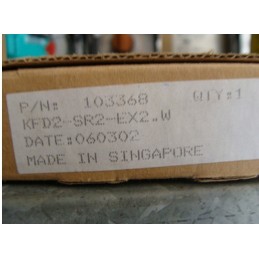 P/N: 103368 QTY:1
KFD2-SR2-EX2.W
DATE:060302
MADE IN SINGAPORE